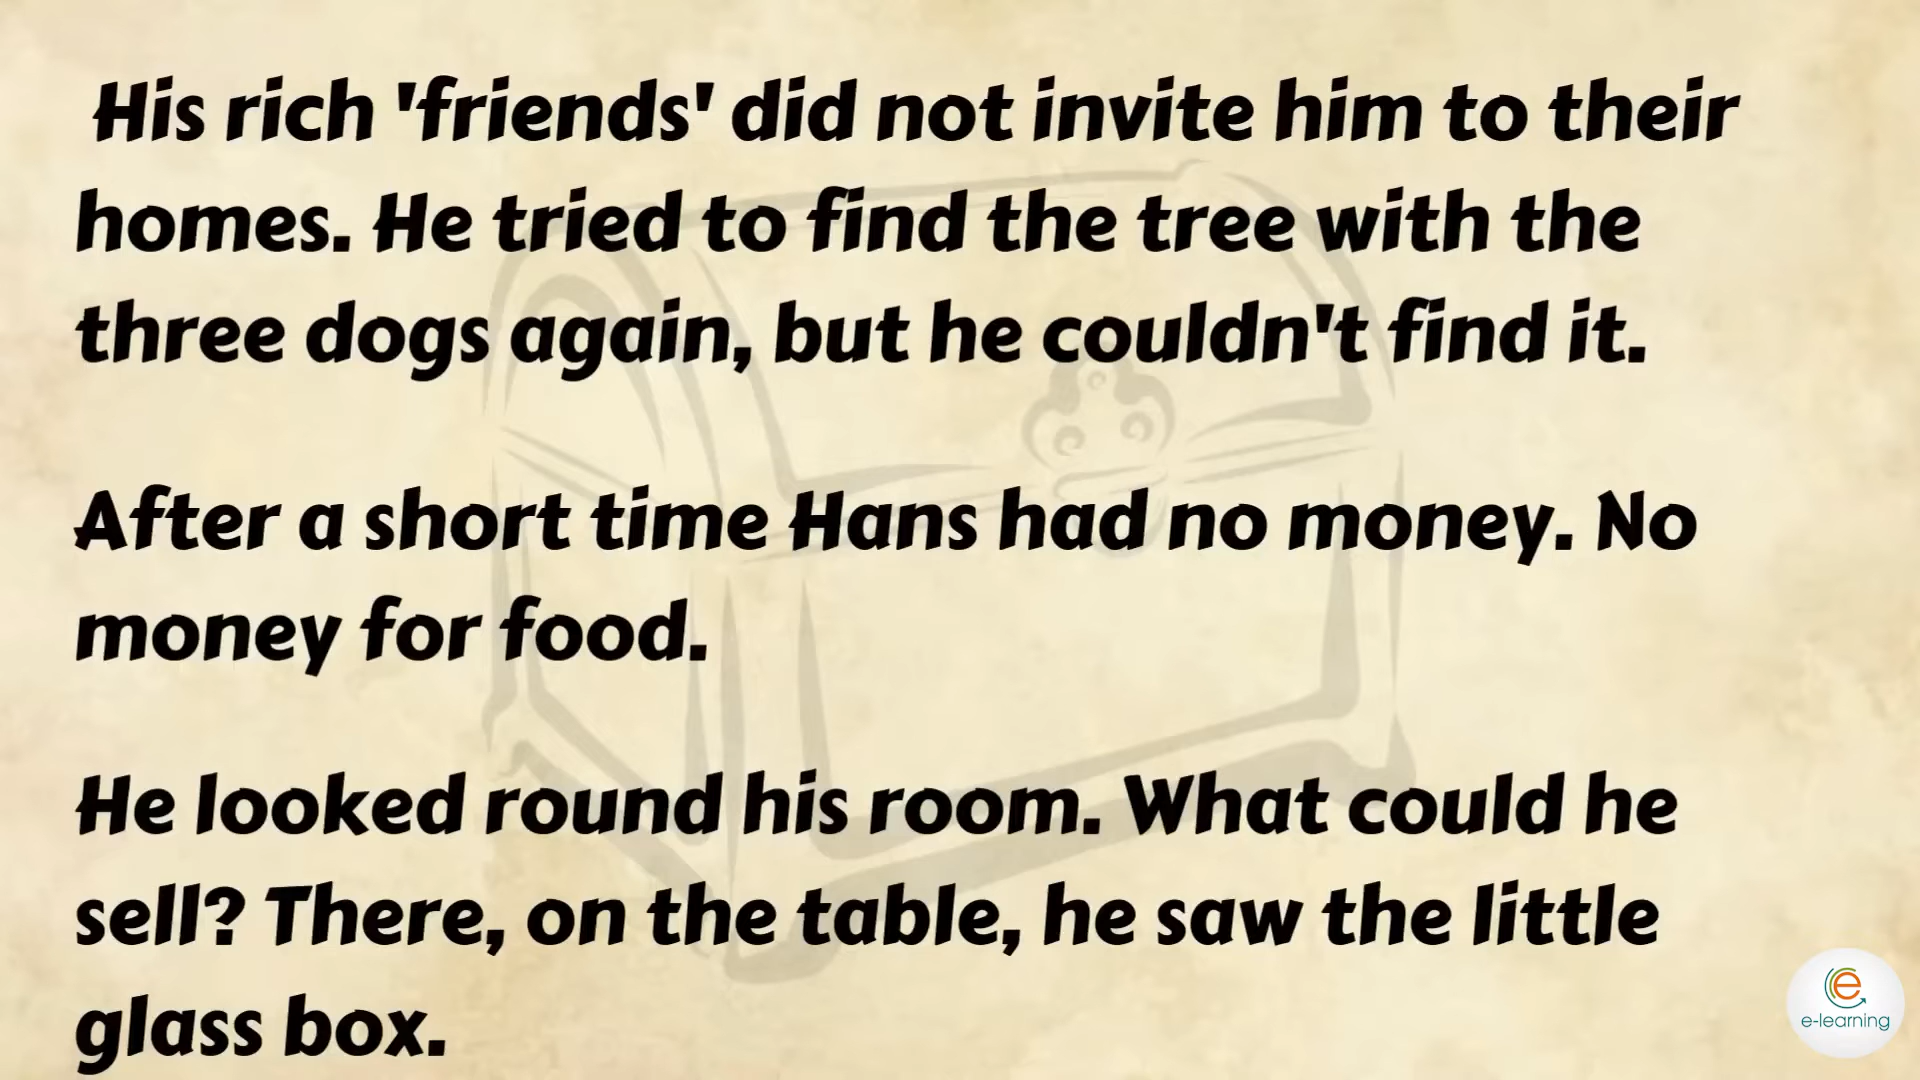 His rich 'friends' did not invite him to their
homes. He tried to find the tree with the
three dogs again, but he couldn't find it.
After a short time Hans had no money. No
money for food.
He looked round his room. What could he
sell? There, on the table, he saw the little
glass box.
e
e-learning